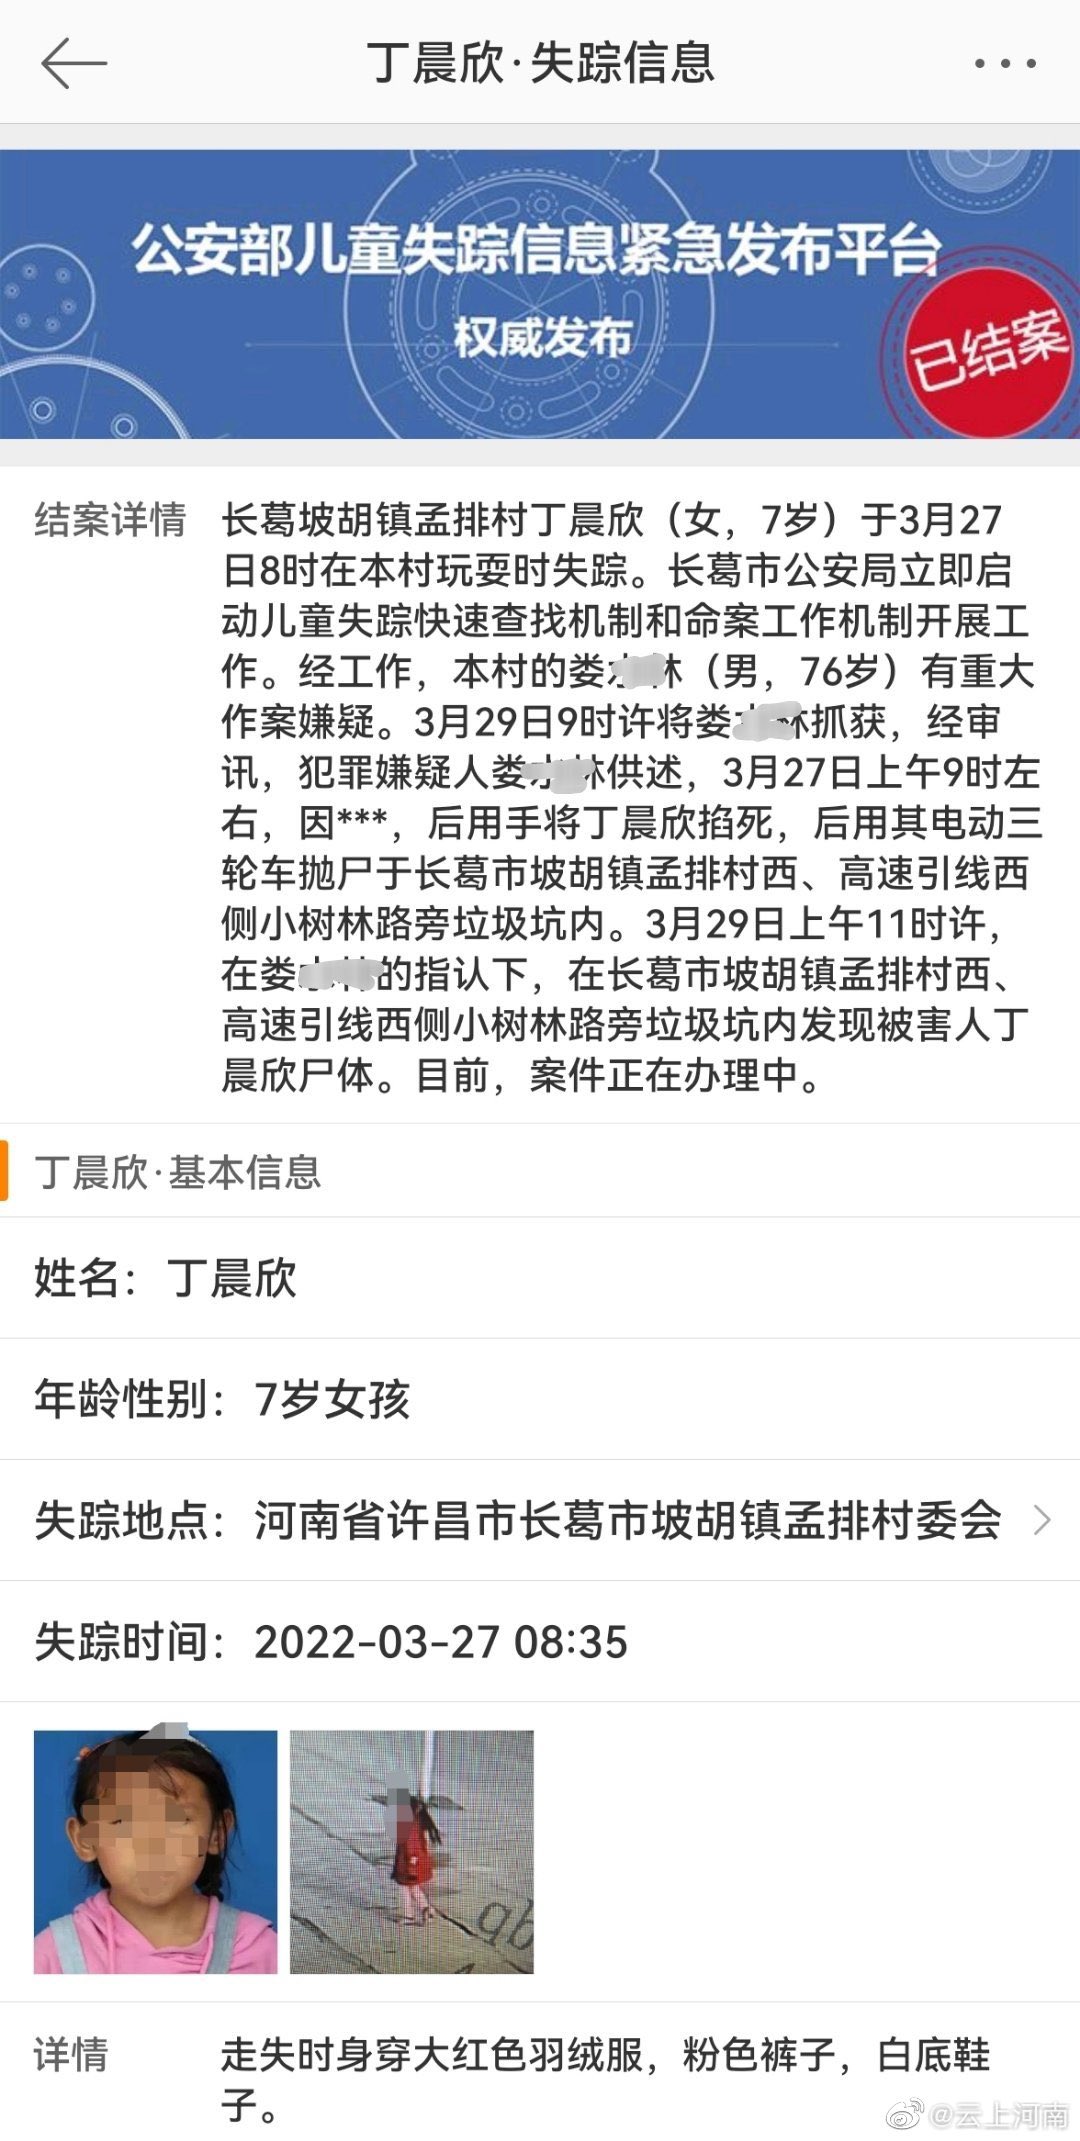 丁晨欣·失踪信息
公安部儿童失踪信息紧急发布平台
权威发布
已结案
结案详情
长葛坡胡镇孟排村丁晨欣（女，7岁）于3月27
日8时在本村玩耍时失踪。长葛市公安局立即启
动儿童失踪快速查找机制和命案工作机制开展工
作。经工作，本村的娄林（男，76岁）有重大
作案嫌疑。3月29日9时许将娄林抓获，经审
讯，犯罪嫌疑人娄供述，3月27日上午9时左
右，因***，后用手将丁晨欣掐死，后用其电动三
轮车抛尸于长葛市坡胡镇孟排村西、高速引线西
侧小树林路旁垃圾坑内。3月29日上午11时许，
在娄的指认下，在长葛市坡胡镇孟排村西、
高速引线西侧小树林路旁垃圾坑内发现被害人丁
晨欣尸体。目前，案件正在办理中。
丁晨欣·基本信息
姓名：丁晨欣
年龄性别：7岁女孩
失踪地点：河南省许昌市长葛市坡胡镇孟排村委会
失踪时间：2022-03-27 08:35
qb
详情
走失时身穿大红色羽绒服，粉色裤子，白底鞋
子。
@云上河南